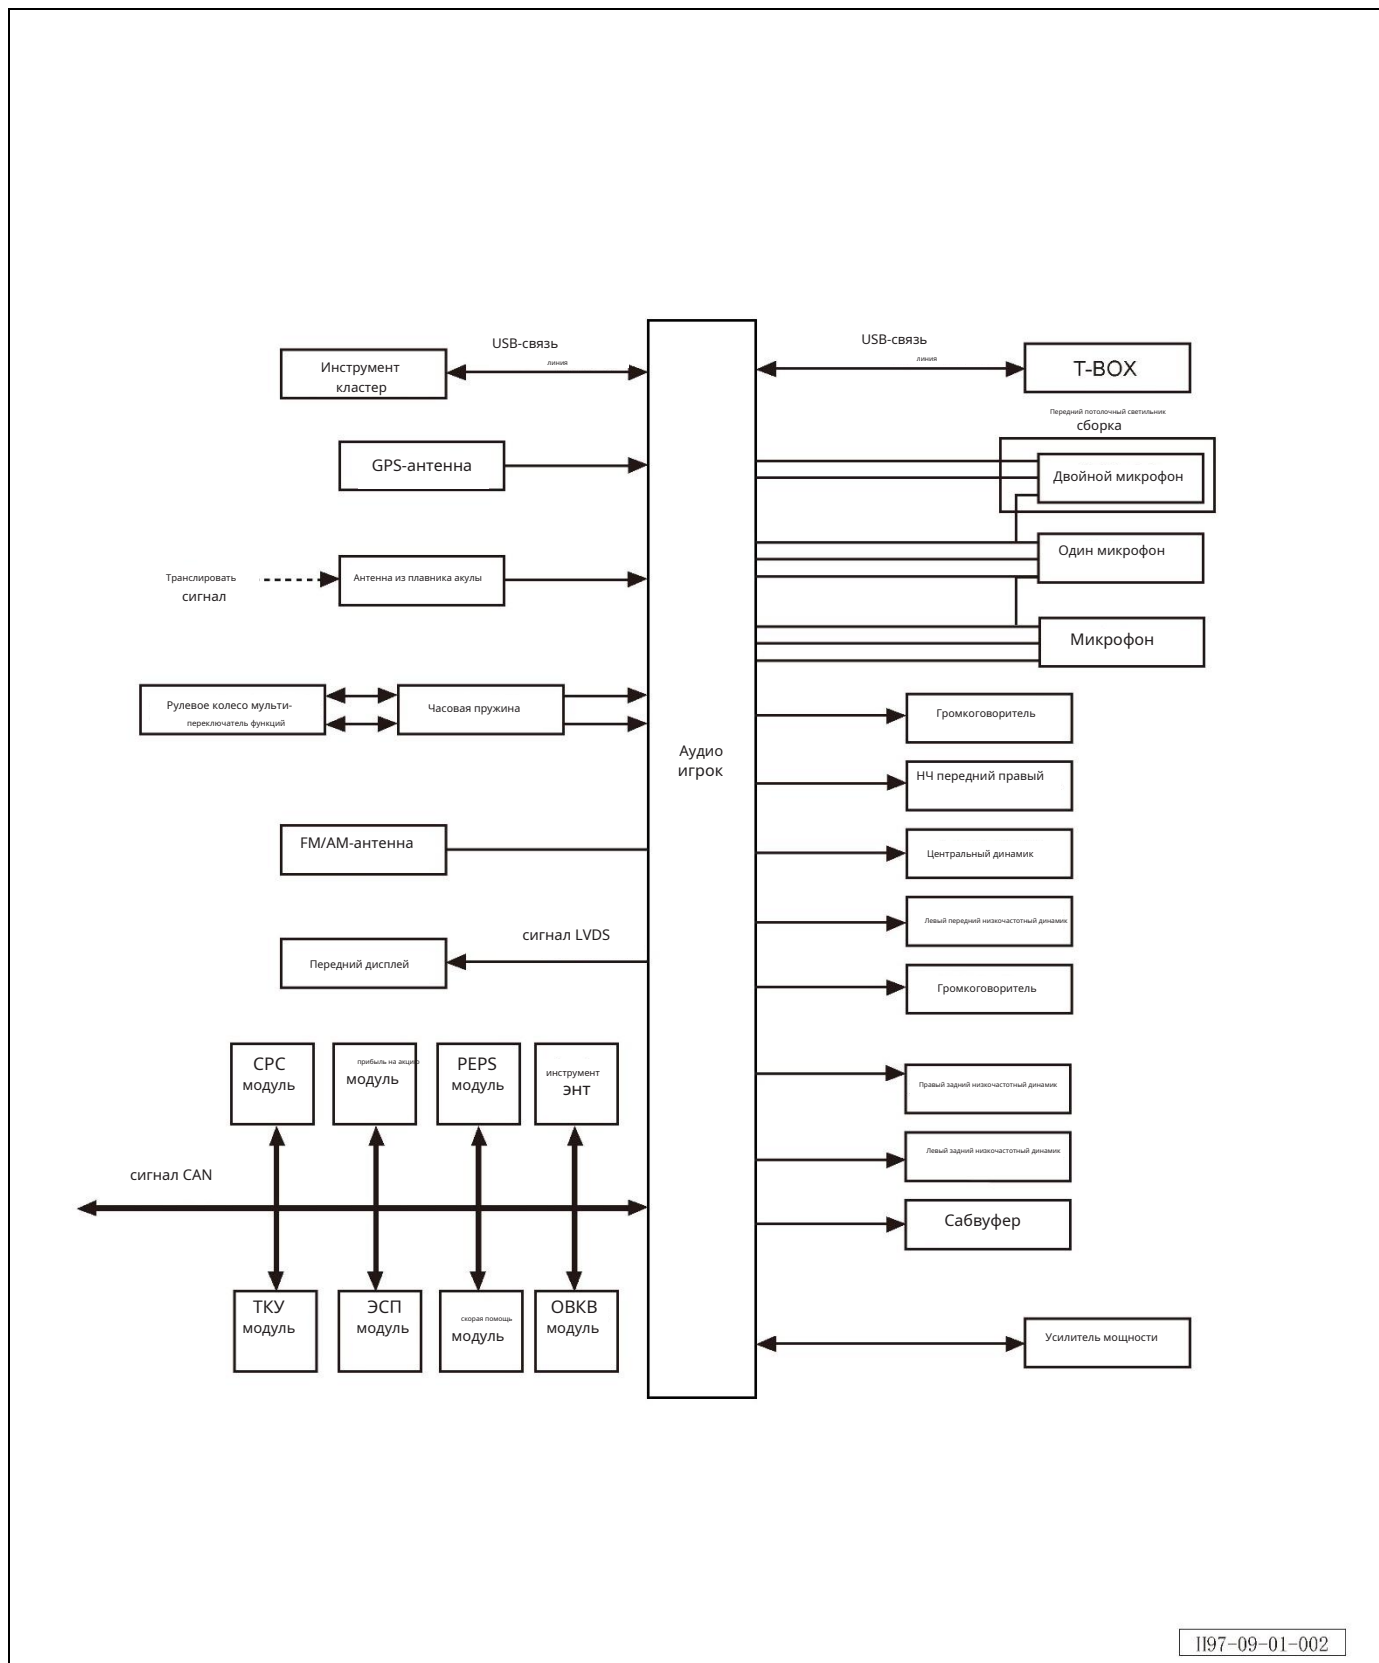 USB-связь
линия
Инструмент
кластер
GPS-антенна
Транслировать
сигнал
Антенна из плавника акулы
Рулевое колесо мульти-
переключатель функций
Часовая пружина
FM/AM-антенна
сигнал LVDS
Передний дисплей
СРС
модуль
прибыль на акцию
модуль
PEPS
модуль
инструмент
энт
сигнал CAN
ТКУ
модуль
ЭСП
модуль
скорая помощь
модуль
ОВКВ
модуль
Аудио
игрок
USB-связь
линия
T-BOX
Передний потолочный светильник
сборка
Двойной микрофон
Один микрофон
Микрофон
Громкоговоритель
НЧ передний правый
Центральный динамик
Левый передний низкочастотный динамик
Громкоговоритель
Правый задний низкочастотный динамик
Левый задний низкочастотный динамик
Сабвуфер
Усилитель мощности
H97-09-01-002